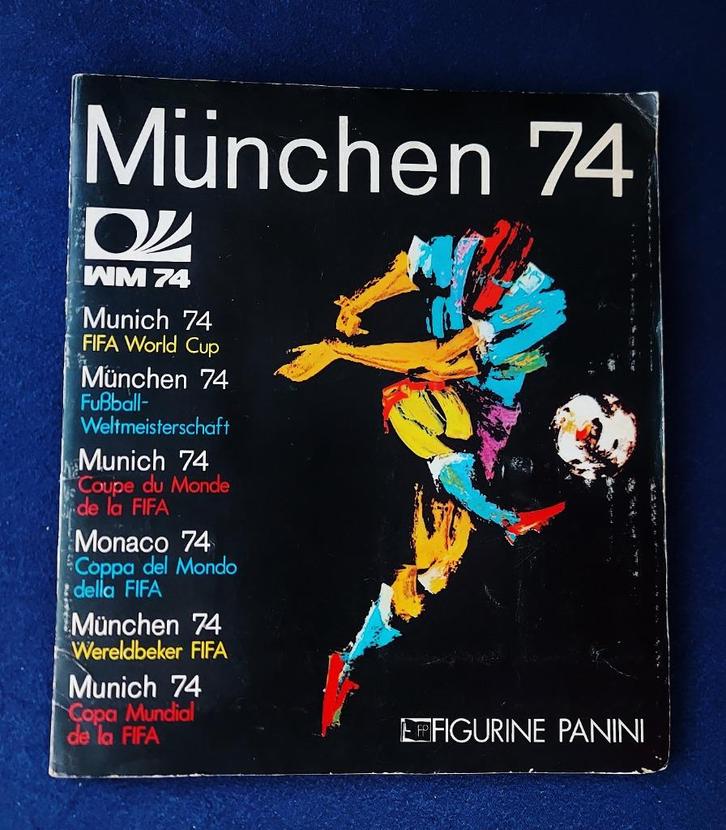 München 74
WM 74
Munich 74
FIFA World Cup
München 74
Fußball-
Weltmeisterschaft
Munich 74
Coupe du Monde
de la FIFA
Monaco 74
Coppa del Mondo
della FIFA
München 74
Wereldbeker FIFA
Munich 74
Copa Mundial
de la FIFA
FIGURINE PANINI